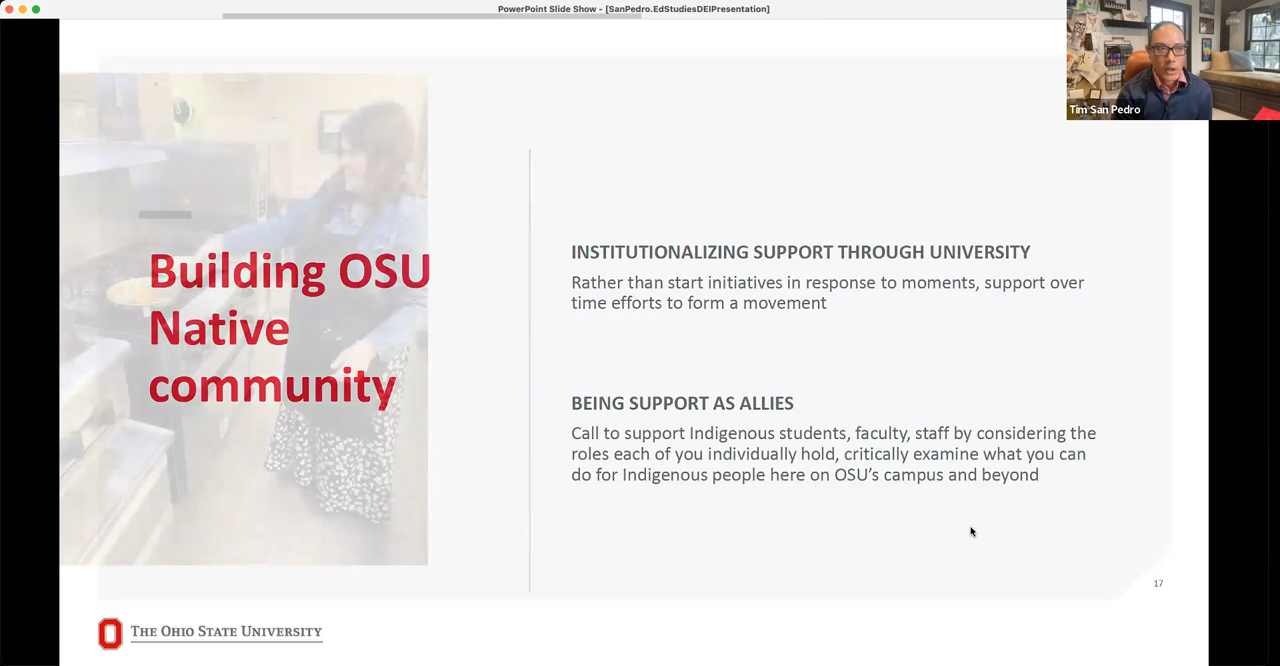 PowerPoint Slide Show - [SanPedro.EdStudiesDEIPresentation]
Tim San Pedro
Building OSU
Native
community
INSTITUTIONALIZING SUPPORT THROUGH UNIVERSITY
Rather than start initiatives in response to moments, support over
time efforts to form a movement
BEING SUPPORT AS ALLIES
Call to support Indigenous students, faculty, staff by considering the
roles each of you individually hold, critically examine what you can
do for Indigenous people here on OSU’s campus and beyond
17
THE OHIO STATE UNIVERSITY